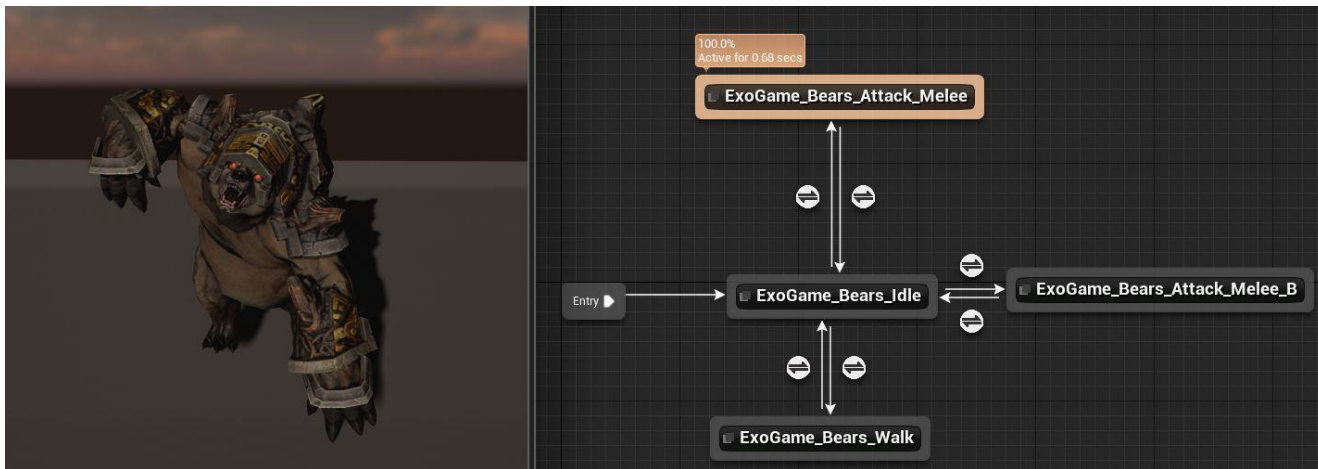 100.0%
Active for 0.68 secs
ExoGame_Bears_Attack_Melee
Entry
ExoGame_Bears_Idle
ExoGame_Bears_Attack_Melee_B
ExoGame_Bears_Walk